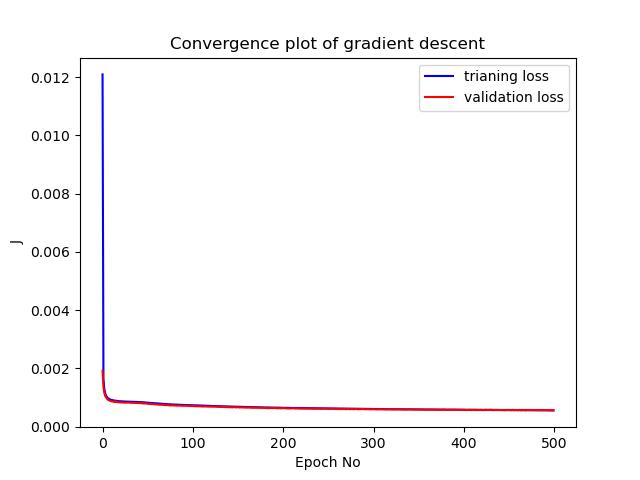 Convergence plot of gradient descent
trianing loss
validation loss
0.012
0.010
0.008
0.006
0.004
0.002
0.000
J
0 100 200 300 400 500
Epoch No